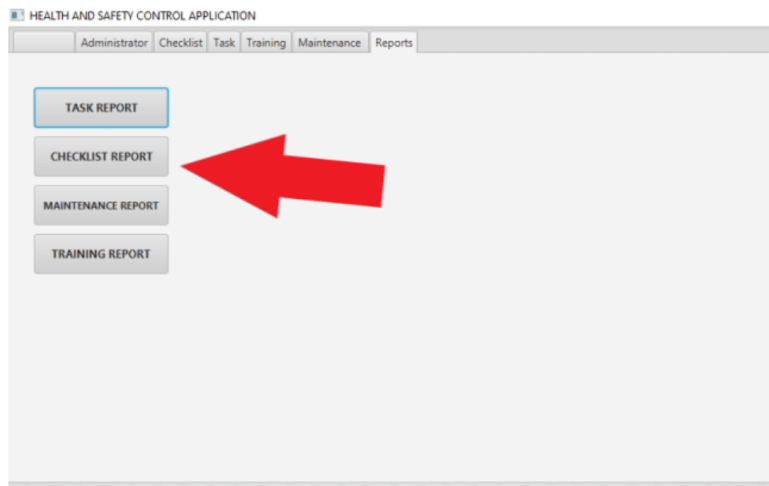 HEALTH AND SAFETY CONTROL APPLICATION
Administrator Checklist Task Training Maintenance Reports
TASK REPORT
CHECKLIST REPORT
MAINTENANCE REPORT
TRAINING REPORT